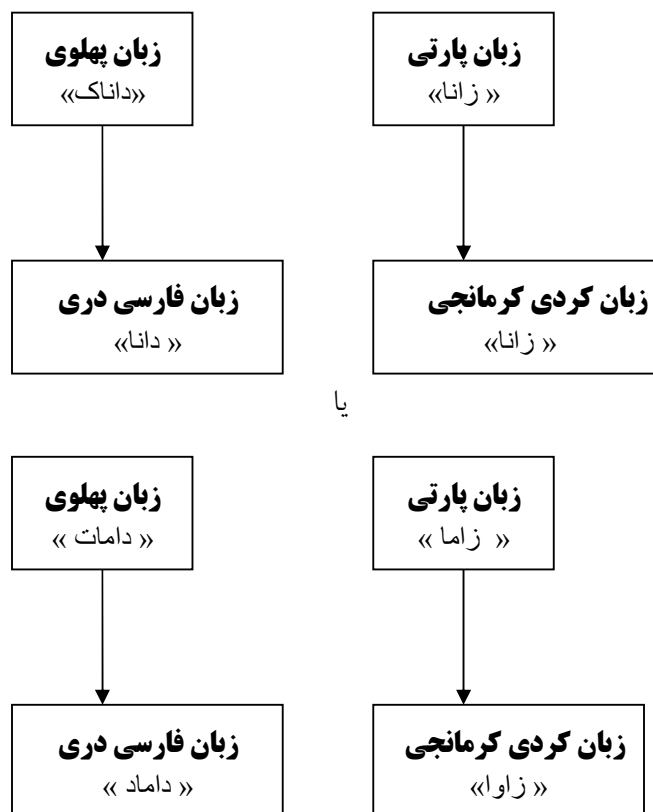 زبان پارتی
« زانا»
زبان پهلوی
«داناک»
زبان کردی کرمانجی
« زانا»
زبان فارسی دری
« دانا»
یا
زبان پارتی
« زاما »
زبان پهلوی
« دامات »
زبان کردی کرمانجی
« زاوا»
زبان فارسی دری
« داماد »